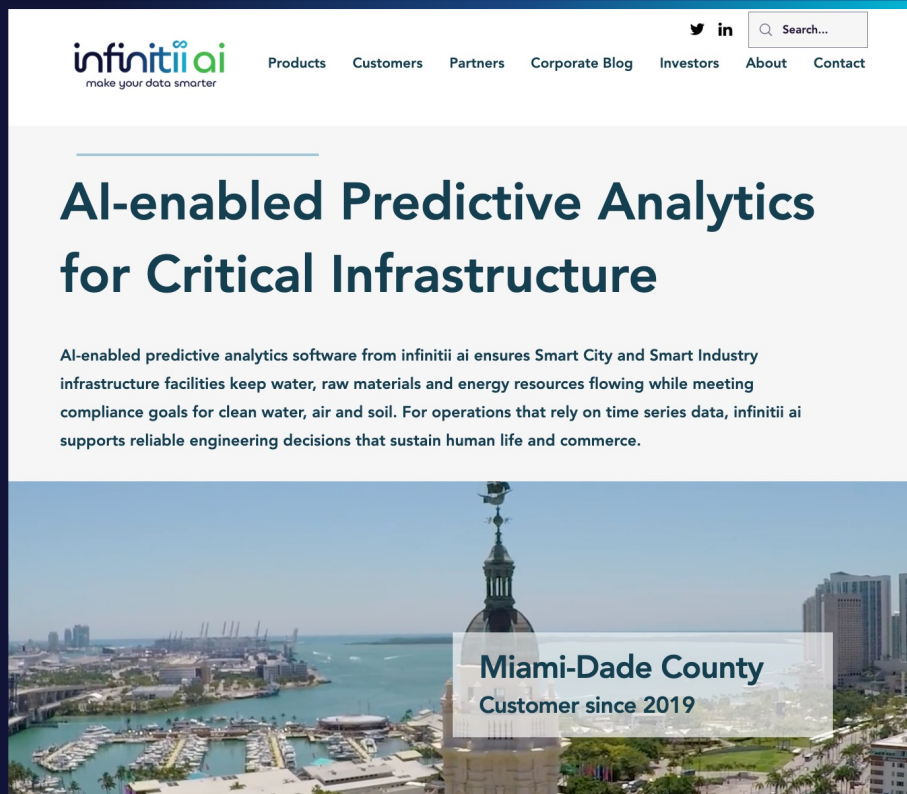 Search...
infinitii ai
make your data smarter
Products Customers Partners Corporate Blog Investors About Contact
AI-enabled Predictive Analytics
for Critical Infrastructure
AI-enabled predictive analytics software from infinitii ai ensures Smart City and Smart Industry
infrastructure facilities keep water, raw materials and energy resources flowing while meeting
compliance goals for clean water, air and soil. For operations that rely on time series data, infinitii ai
supports reliable engineering decisions that sustain human life and commerce.
Miami-Dade County
Customer since 2019